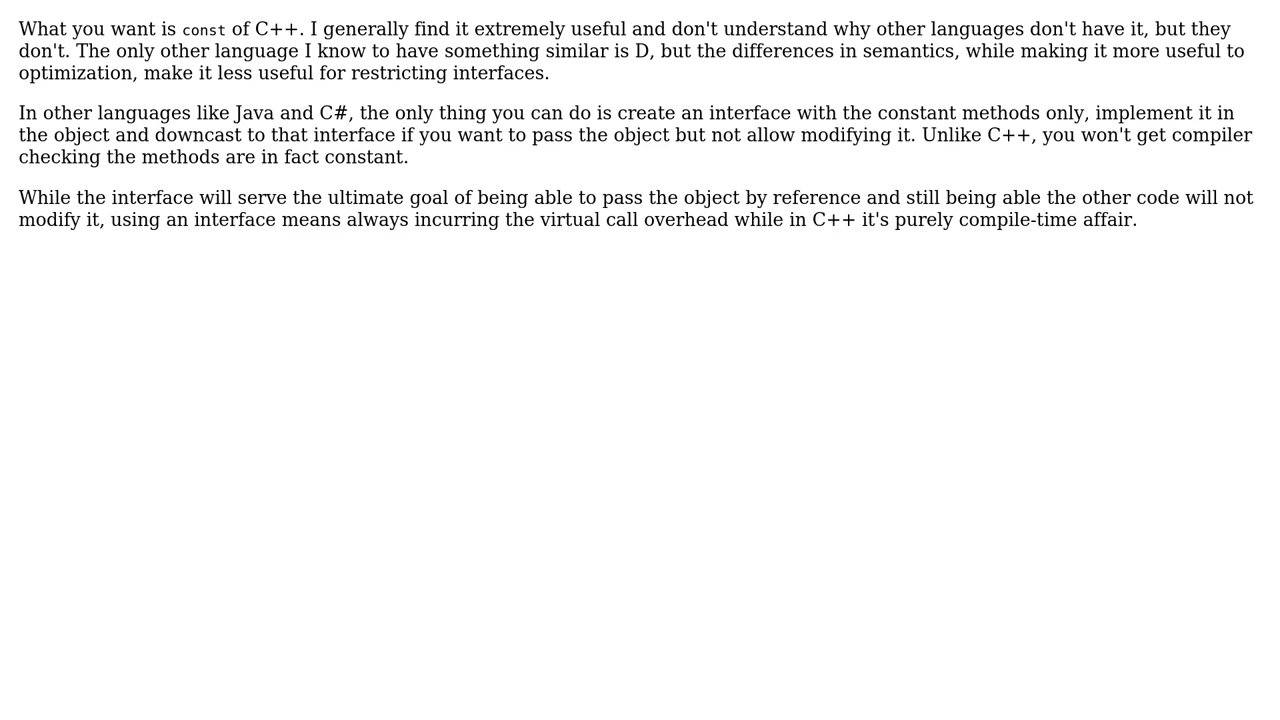 What you want is const of C++. I generally find it extremely useful and don't understand why other languages don't have it, but they
don't. The only other language I know to have something similar is D, but the differences in semantics, while making it more useful to
optimization, make it less useful for restricting interfaces.
In other languages like Java and C#, the only thing you can do is create an interface with the constant methods only, implement it in
the object and downcast to that interface if you want to pass the object but not allow modifying it. Unlike C++, you won't get compiler
checking the methods are in fact constant.
While the interface will serve the ultimate goal of being able to pass the object by reference and still being able the other code will not
modify it, using an interface means always incurring the virtual call overhead while in C++ it's purely compile-time affair.